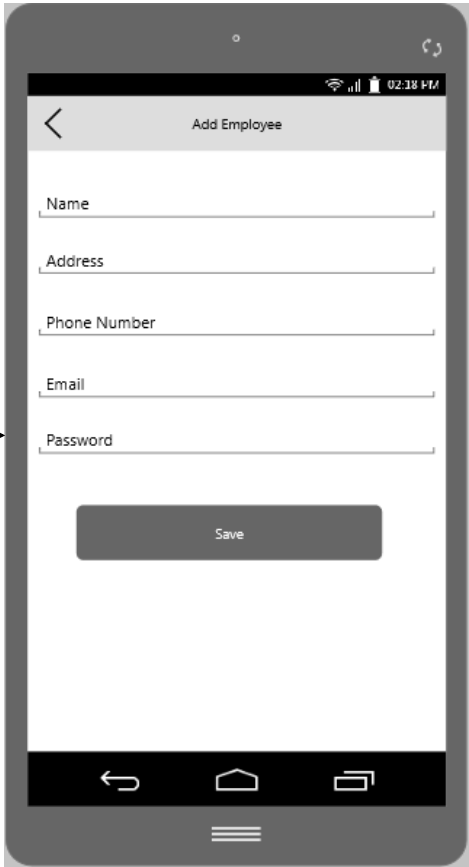 02:18 PM
Add Employee
Name
Address
Phone Number
Email
Password
Save